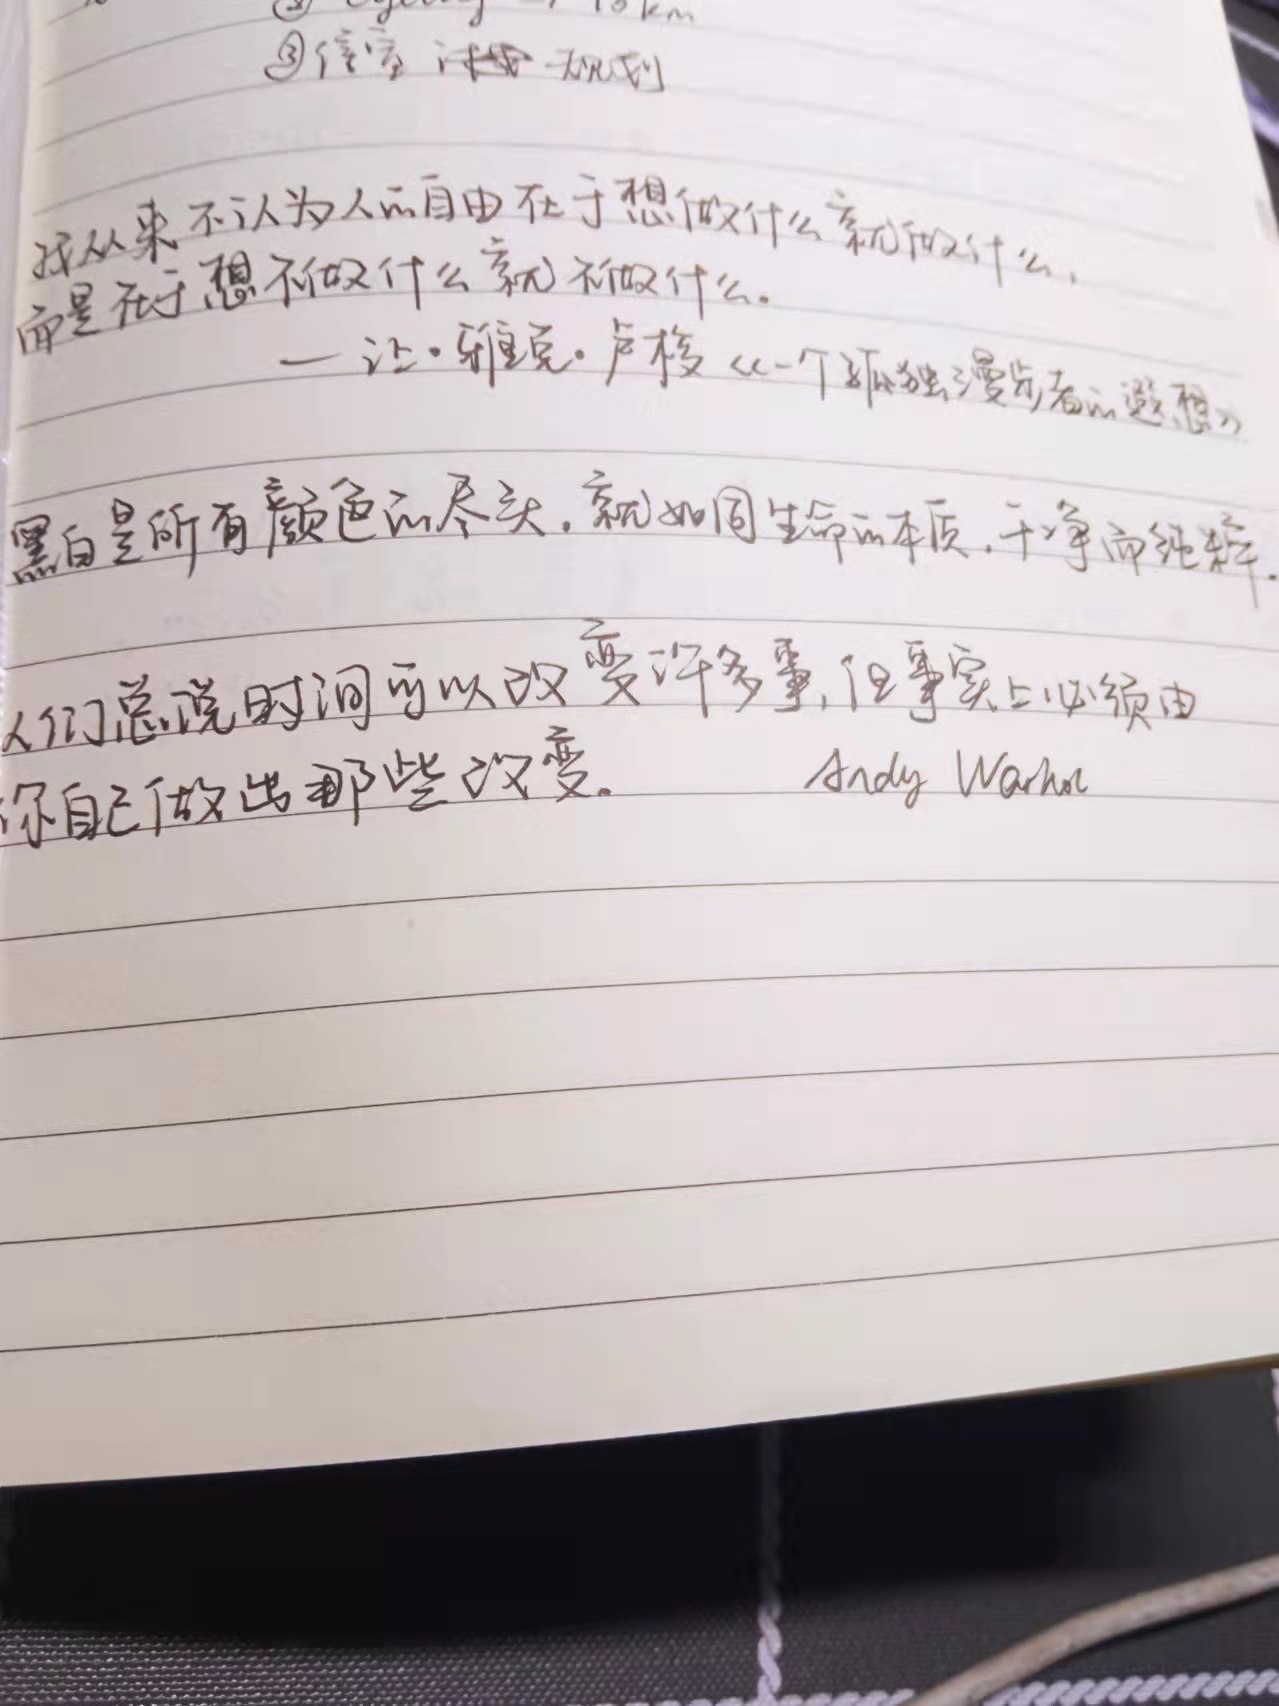 km
③信
我从来不认为人的自由在于想做什么就做什么,
而是在于想不做什么就不做什么。
— 让·雅克·卢梭《一个孤独漫步者的遐想》
黑白是所有颜色的尽头,就如同生命的本质,干净而纯粹.
人们总说时间可以改变许多事,但事实上必须由
你自己做出那些改变。 Andy Warhol